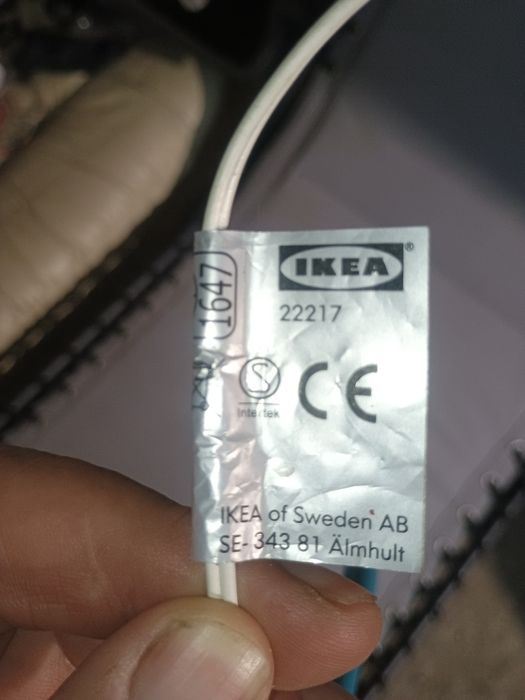 IKEA®
22217
1647
Intertek
CE
IKEA of Sweden AB
SE- 343 81 Älmhult